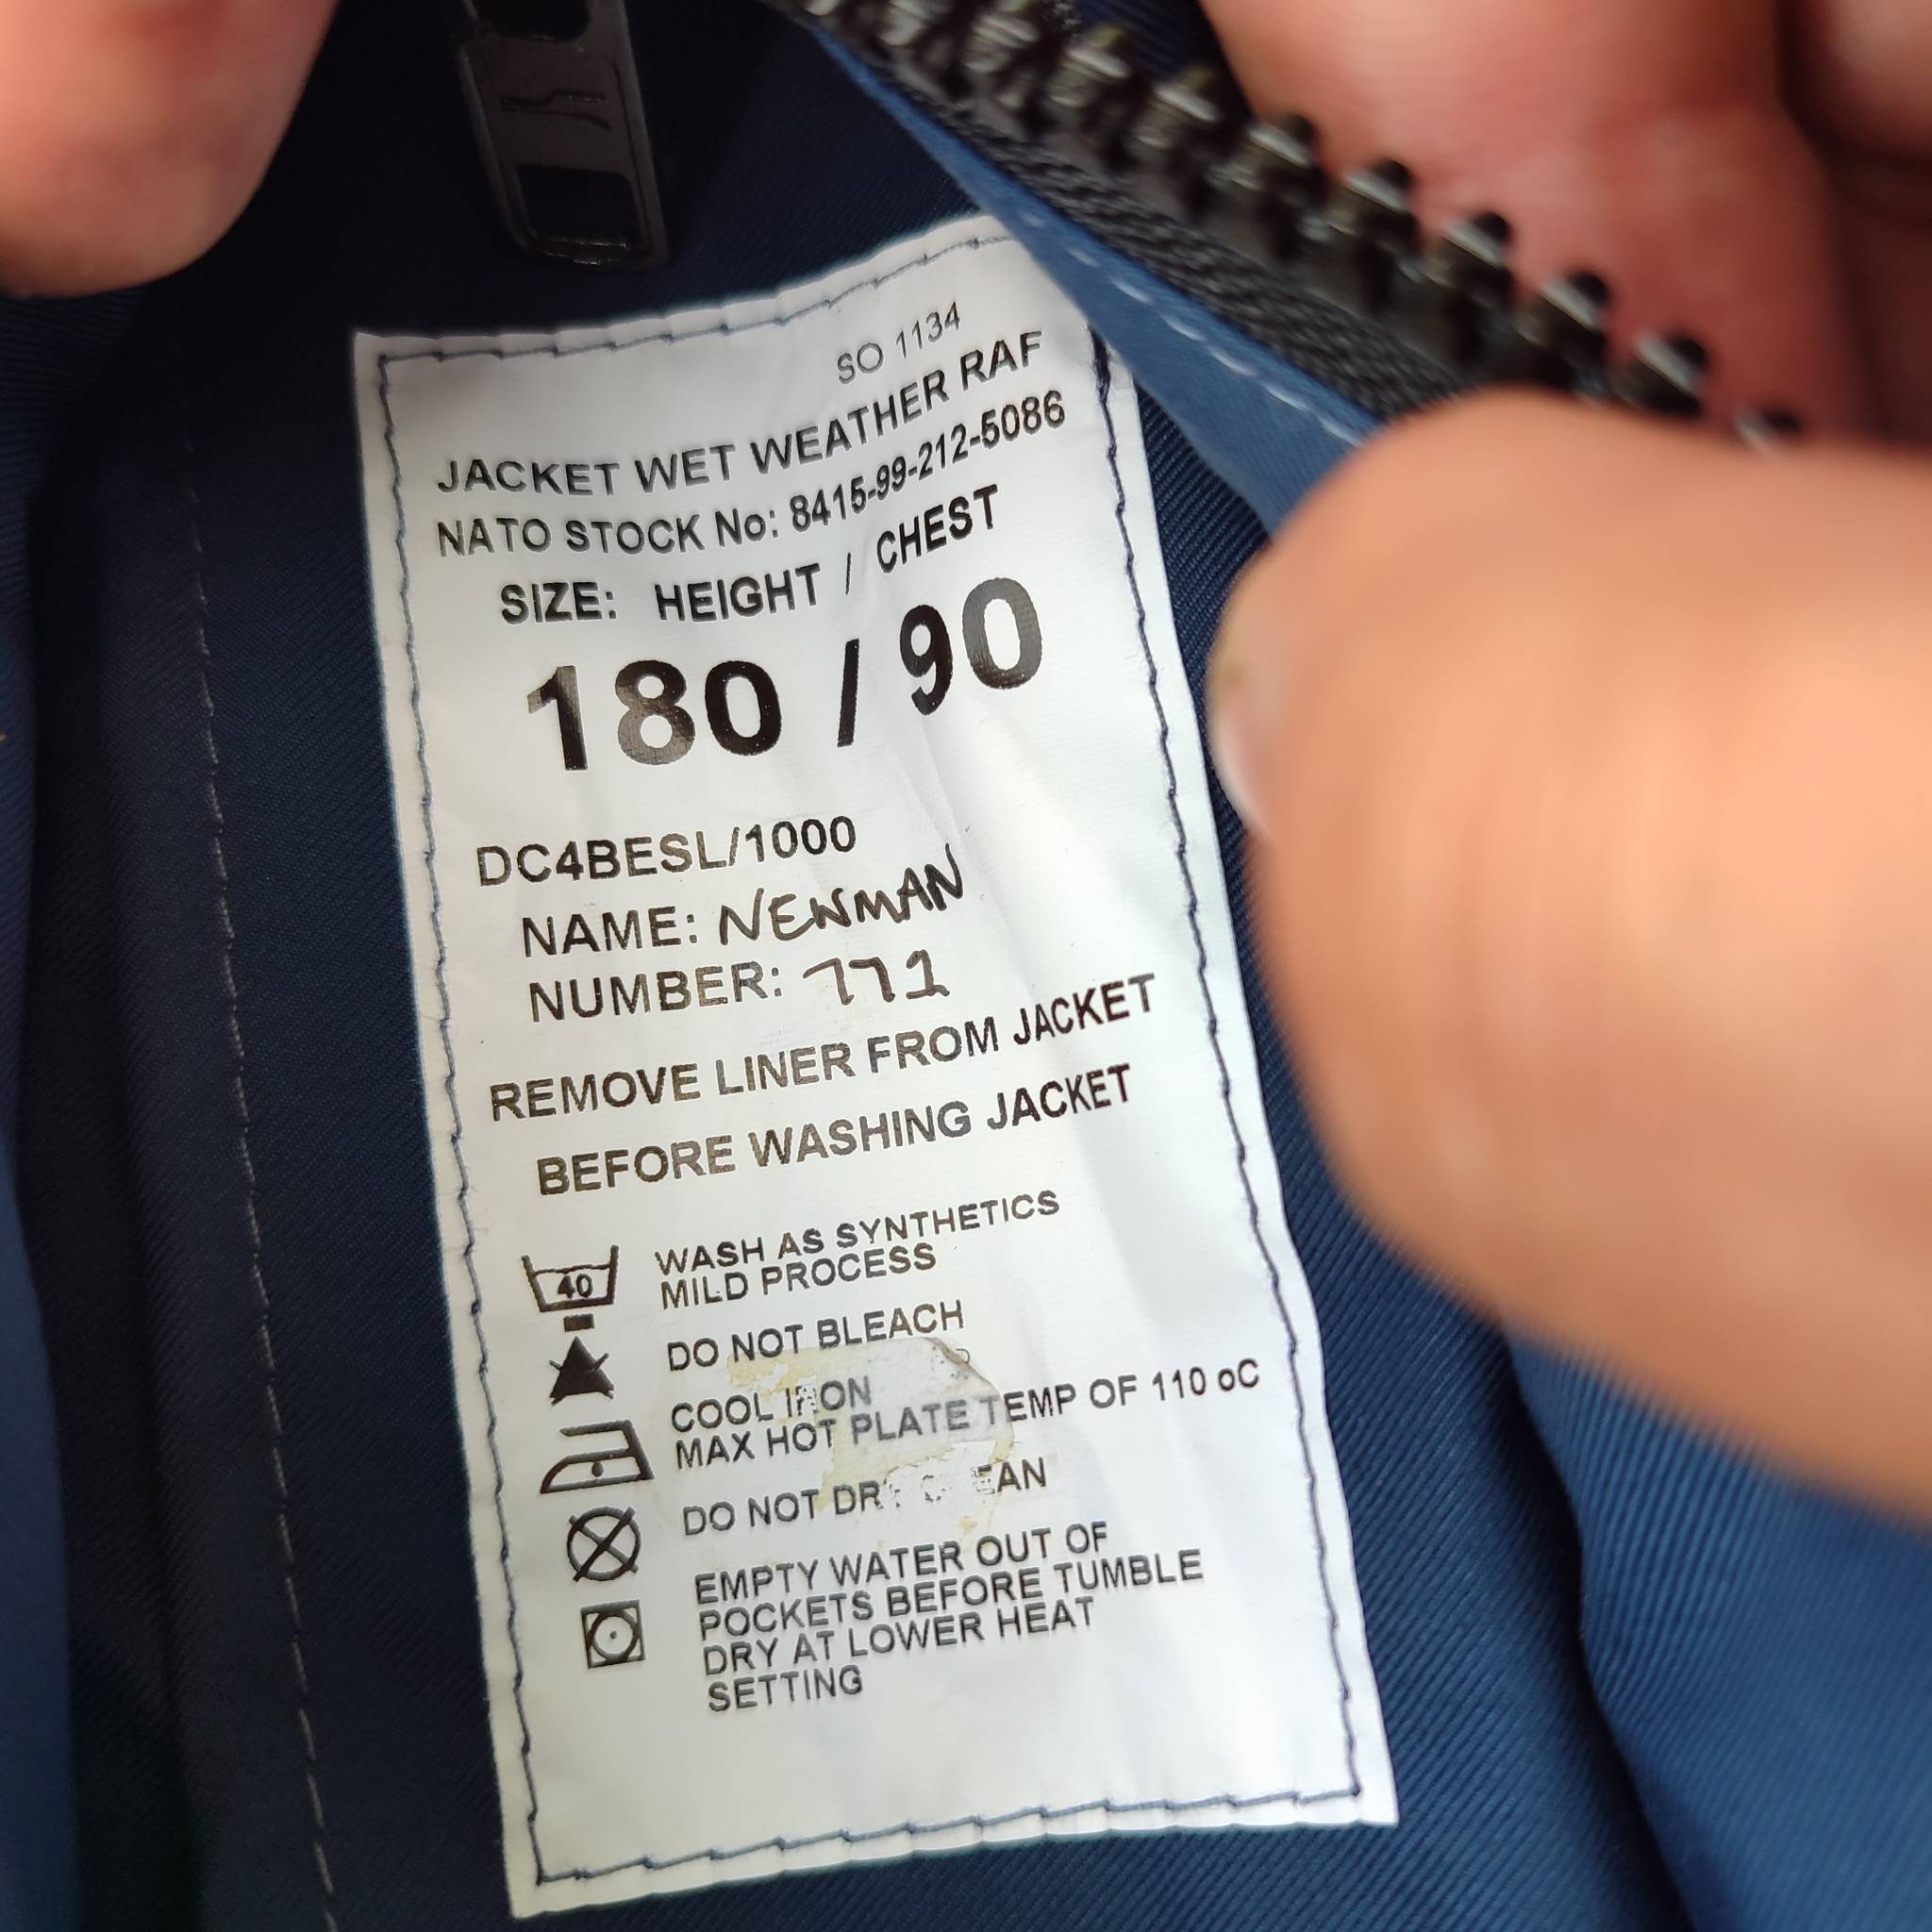 SO 1134
JACKET WET WEATHER RAF
NATO STOCK No: 8415-99-212-5086
SIZE: HEIGHT / CHEST
180 / 90
DC4BESL/1000
NAME: NEWMAN
NUMBER: 771
REMOVE LINER FROM JACKET
BEFORE WASHING JACKET
40
WASH AS SYNTHETICS
MILD PROCESS
DO NOT BLEACH
COOL IRON
MAX HOT PLATE TEMP OF 110 oC
DO NOT DRY CLEAN
EMPTY WATER OUT OF
POCKETS BEFORE TUMBLE
DRY AT LOWER HEAT
SETTING